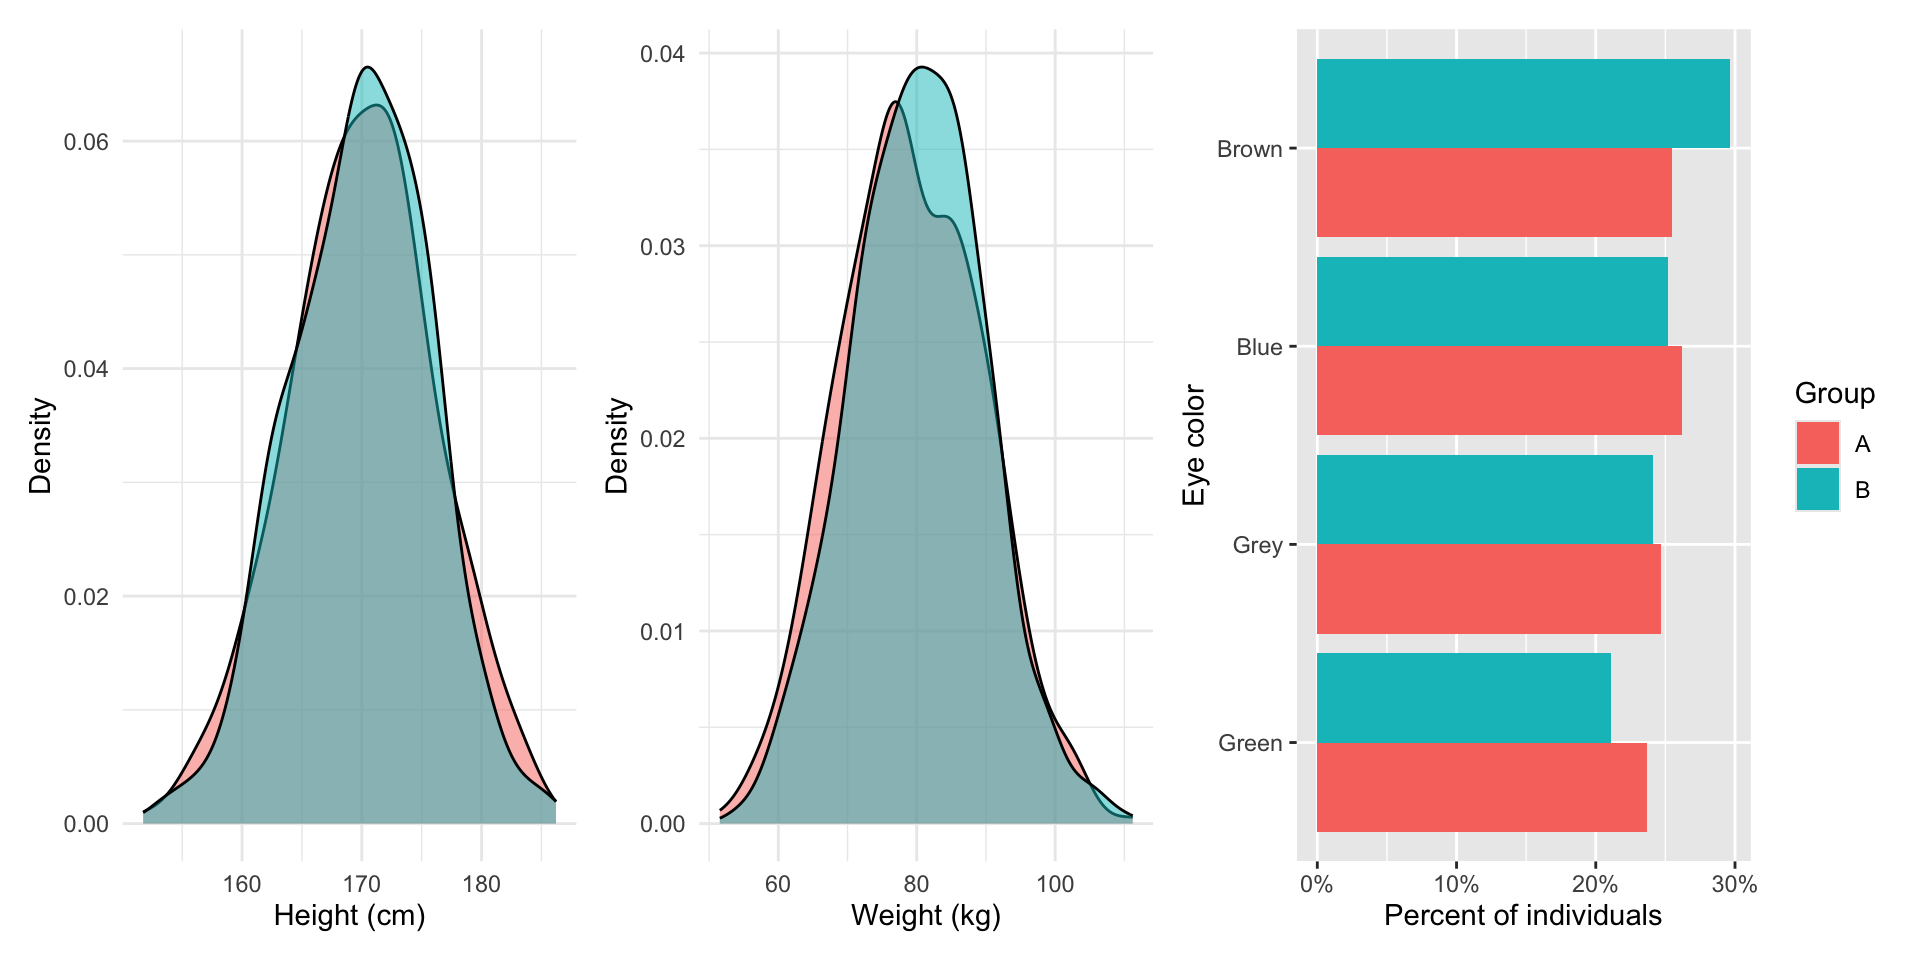 Density
0.06
0.04
0.02
0.00
160 170 180
Height (cm)
Density
0.04
0.03
0.02
0.01
0.00
60 80 100
Weight (kg)
Eye color
Brown
Blue
Grey
Green
0% 10% 20% 30%
Percent of individuals
Group
A
B